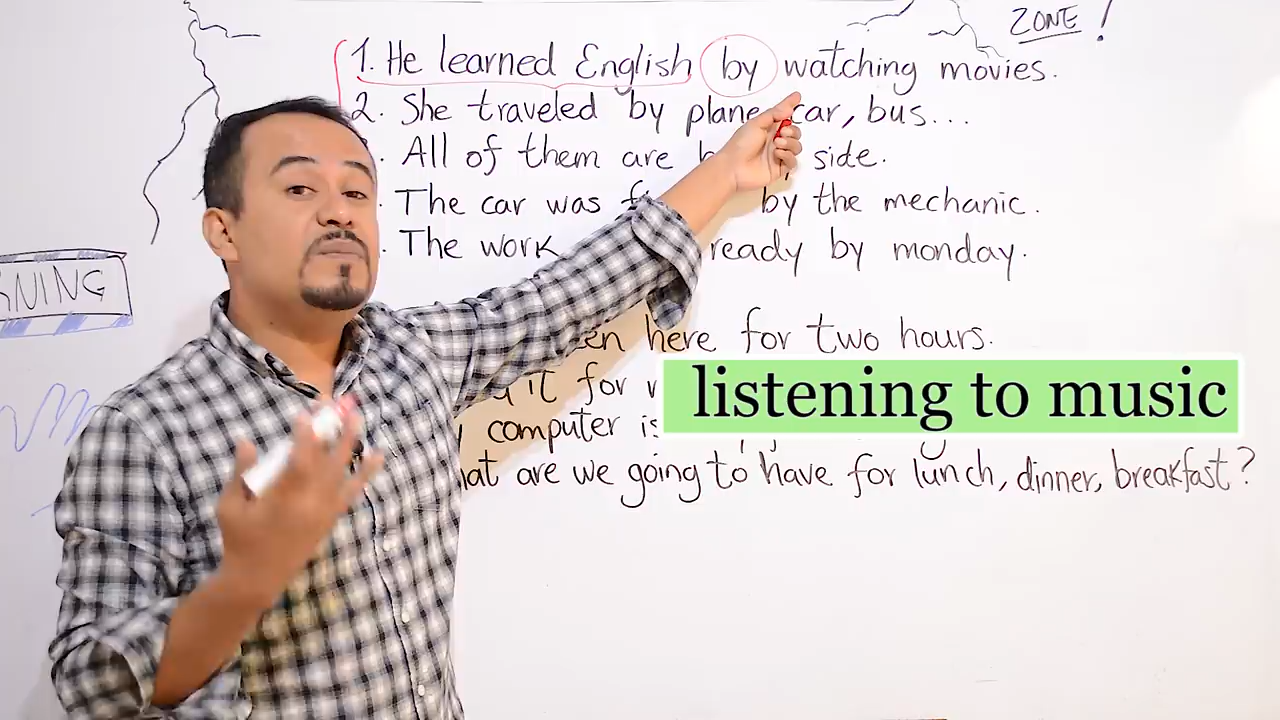 ZONE!
1. He learned English by watching movies.
2. She traveled by plane car, bus...
All of them are side.
The car was by the mechanic.
NING
The work ready by monday.
here for two hours.
it for
listening to music
computer is
are we going to have for lunch, dinner, breakfast?